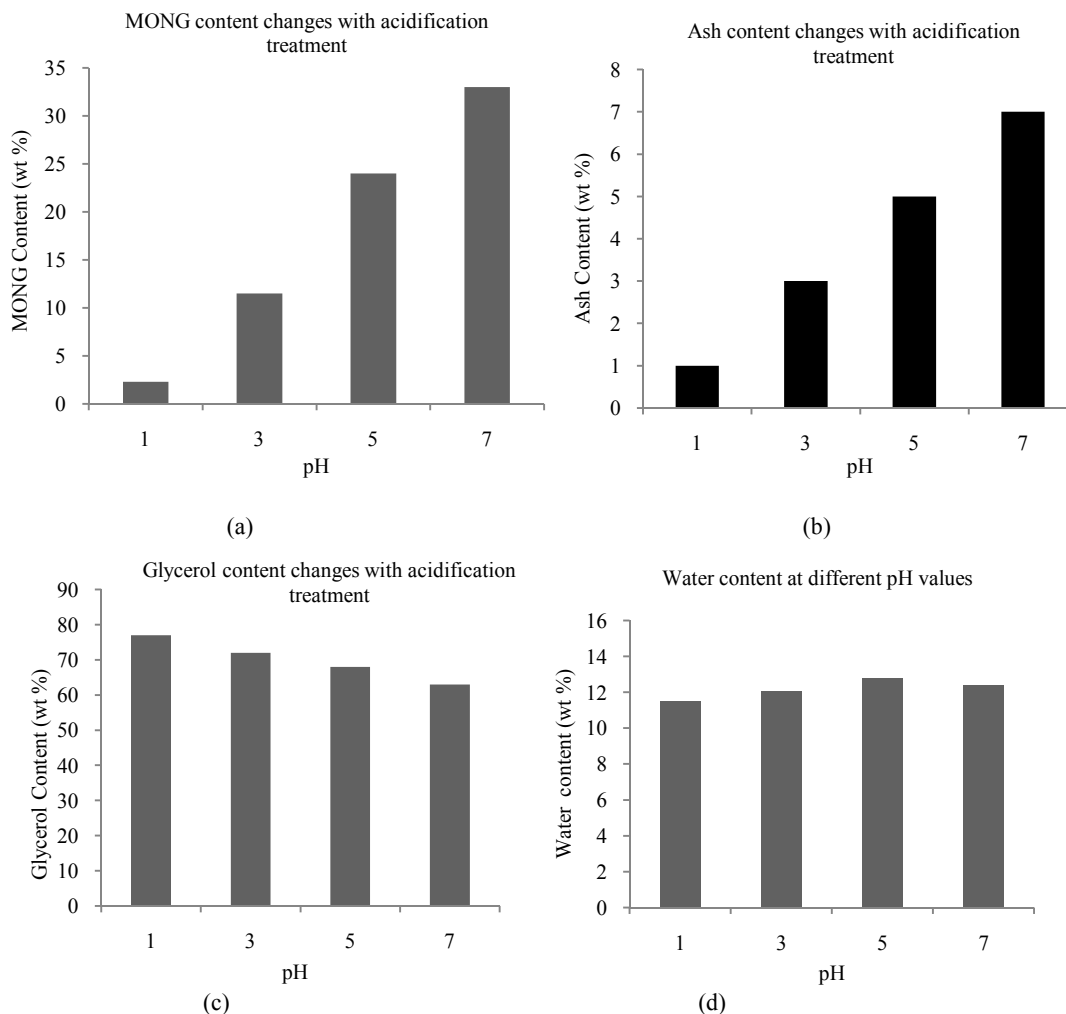 MONG content changes with acidification
treatment
35
30
25
20
15
10
5
0
MONG Content (wt %)
1 3 5 7
pH
(a)
Ash content changes with acidification
treatment
8
7
6
5
4
3
2
1
0
Ash Content (wt %)
1 3 5 7
pH
(b)
Glycerol content changes with acidification
treatment
90
80
70
60
50
40
30
20
10
0
Glycerol Content (wt %)
1 3 5 7
pH
(c)
Water content at different pH values
16
14
12
10
8
6
4
2
0
Water content (wt %)
1 3 5 7
pH
(d)